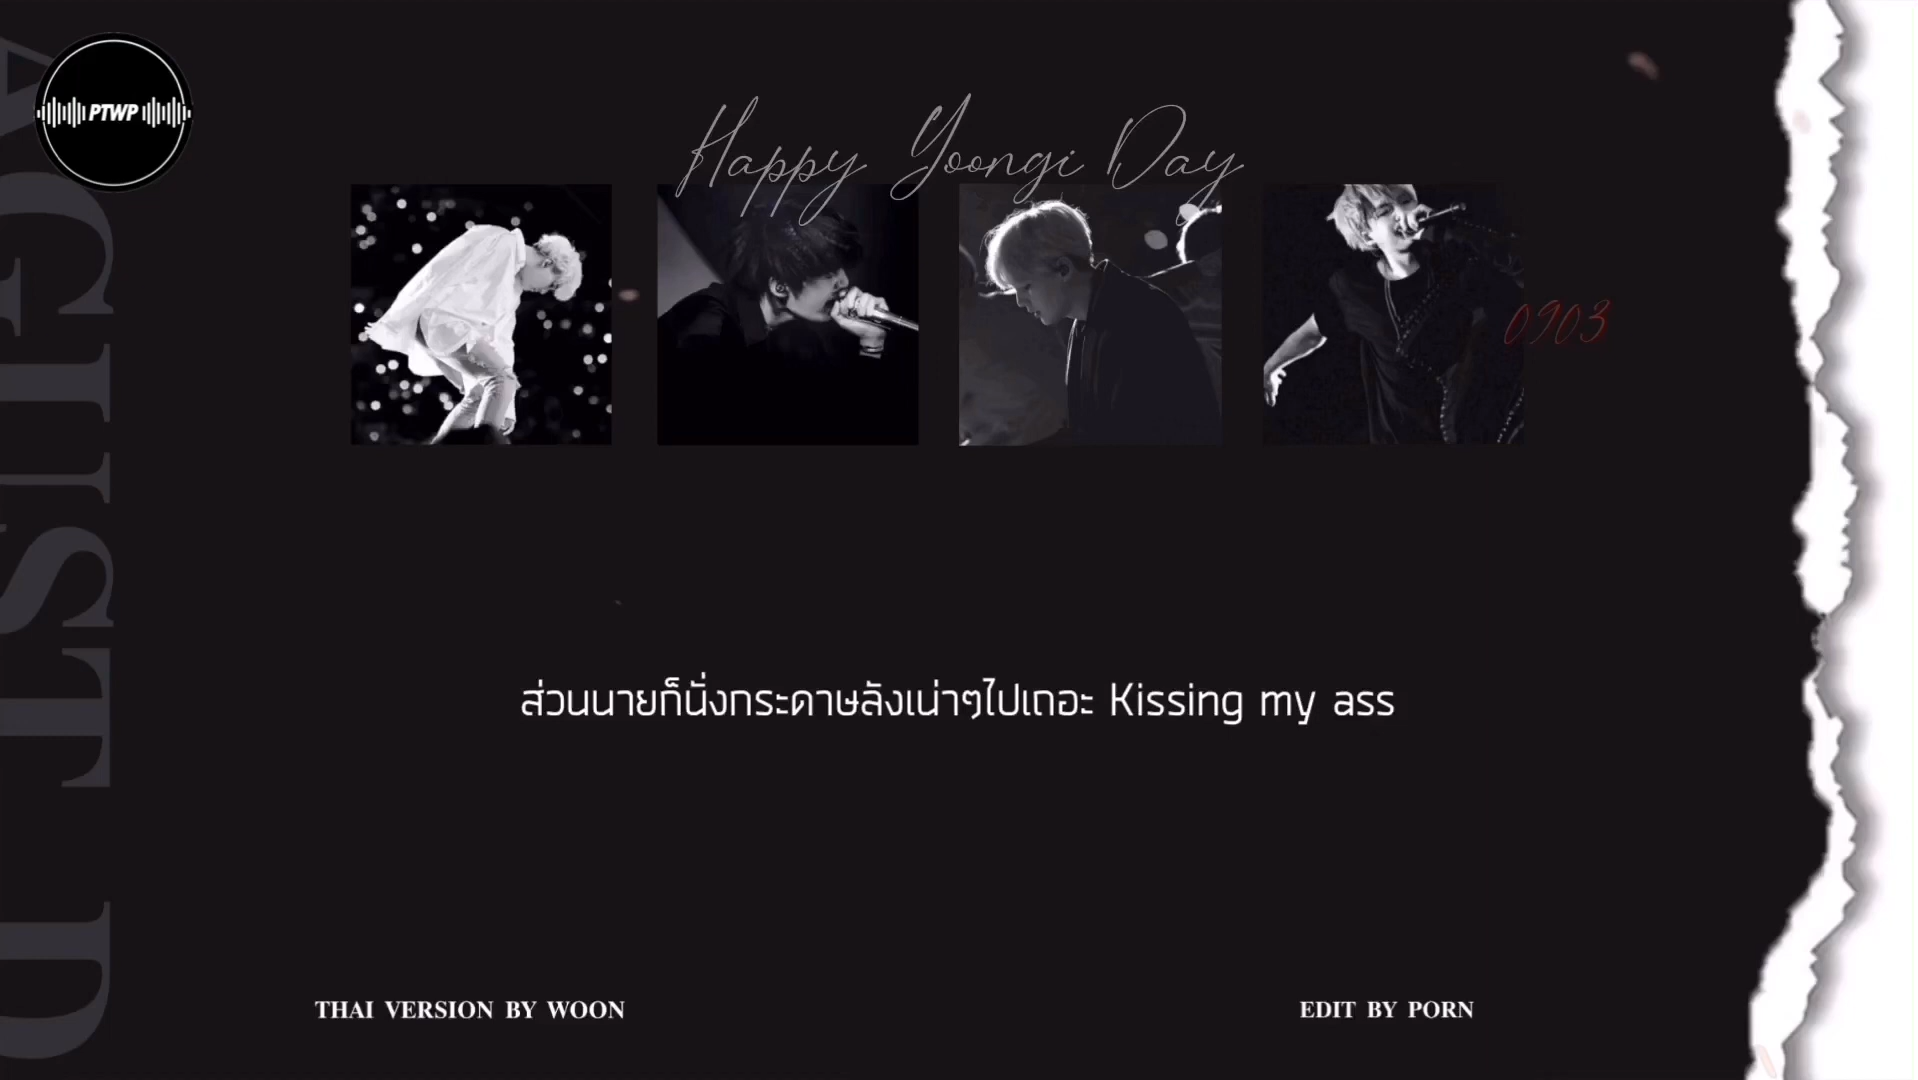 AGUST D
PTWP
Happy Yoongi Day
0903
ส่วนนายก็นั่งกระดาษลังเน่าๆไปเถอะ Kissing my ass
THAI VERSION BY WOON
EDIT BY PORN